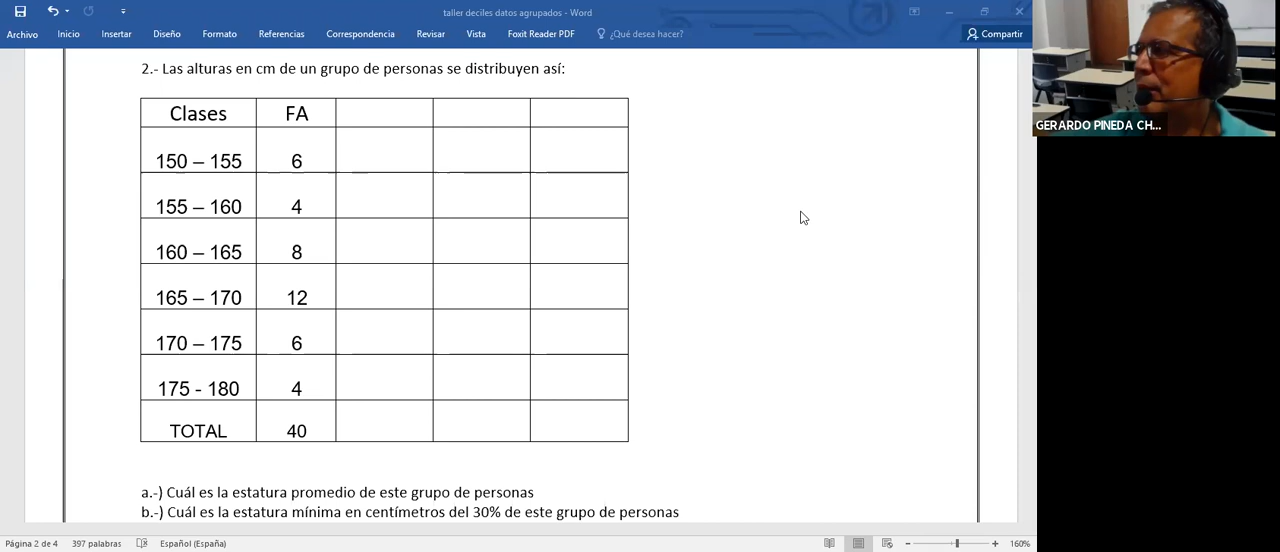 taller deciles datos agrupados - Word
Archivo Inicio Insertar Diseño Formato Referencias Correspondencia Revisar Vista Foxit Reader PDF ¿Qué desea hacer? Compartir
GERARDO PINEDA CH...
2.- Las alturas en cm de un grupo de personas se distribuyen así:
Clases FA
150 – 155 6
155 – 160 4
160 – 165 8
165 – 170 12
170 – 175 6
175 - 180 4
TOTAL 40
a.-) Cuál es la estatura promedio de este grupo de personas
b.-) Cuál es la estatura mínima en centímetros del 30% de este grupo de personas
Página 2 de 4 397 palabras Español (España) 160%